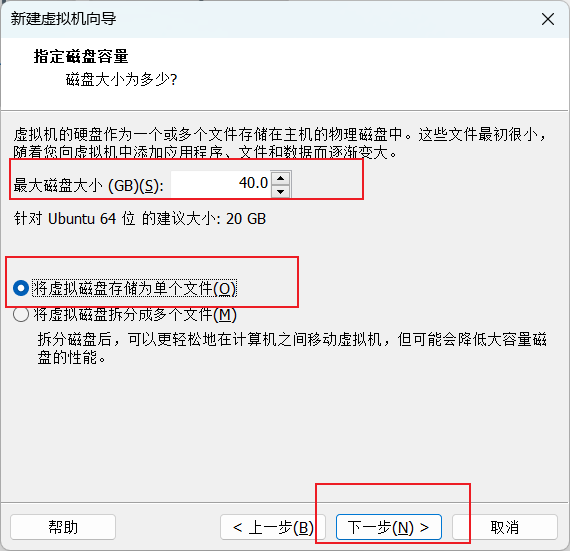 新建虚拟机向导
指定磁盘容量
磁盘大小为多少?
虚拟机的硬盘作为一个或多个文件存储在主机的物理磁盘中。这些文件最初很小，
随着您向虚拟机中添加应用程序、文件和数据而逐渐变大。
最大磁盘大小 (GB)(S): 40.0
针对 Ubuntu 64 位 的建议大小: 20 GB
将虚拟磁盘存储为单个文件(O)
将虚拟磁盘拆分成多个文件(M)
拆分磁盘后，可以更轻松地在计算机之间移动虚拟机，但可能会降低大容量磁
盘的性能。
帮助 < 上一步(B) 下一步(N) > 取消